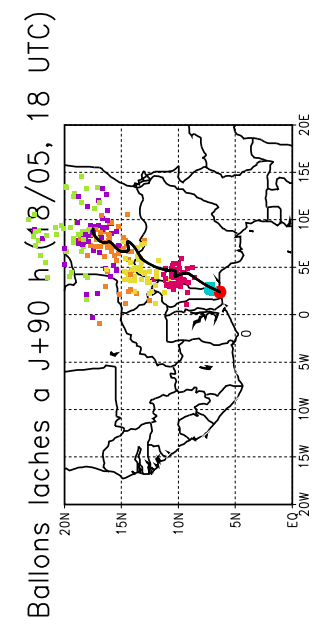 Ballons laches a J+90 h (18/05, 18 UTC)
20N
15N
10N
5N
EQ
20W
15W
10W
5W
0
5E
10E
15E
20E
0